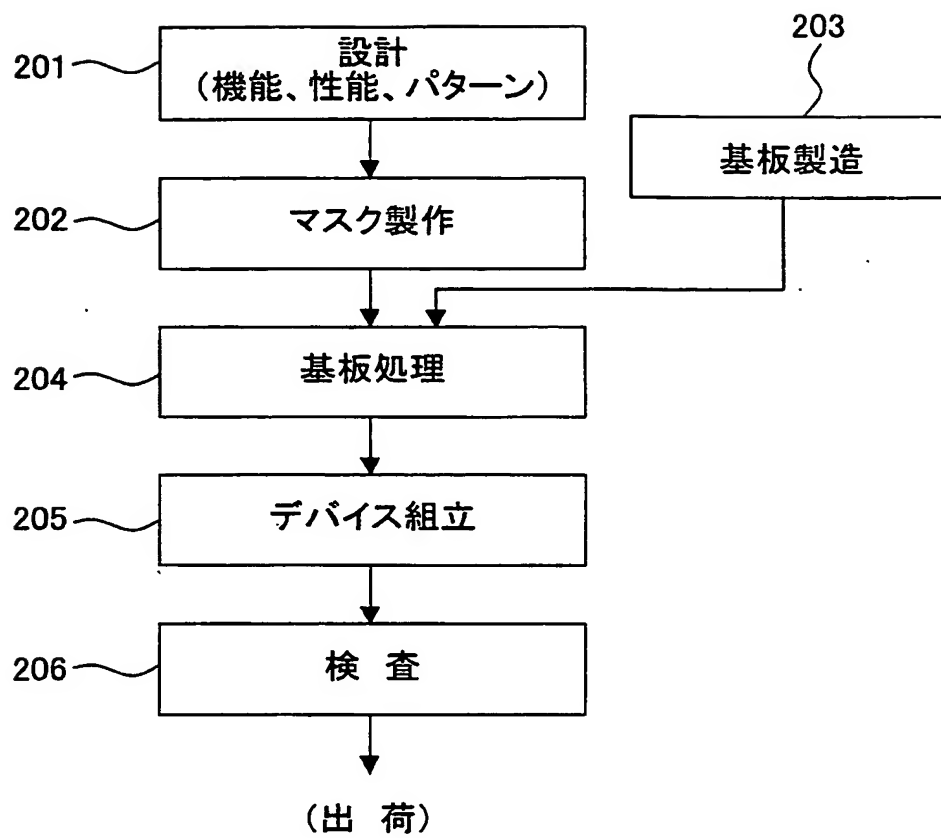 201
設計
（機能、性能、パターン）
203
基板製造
202
マスク製作
204
基板処理
205
デバイス組立
206
検 査
（出 荷）